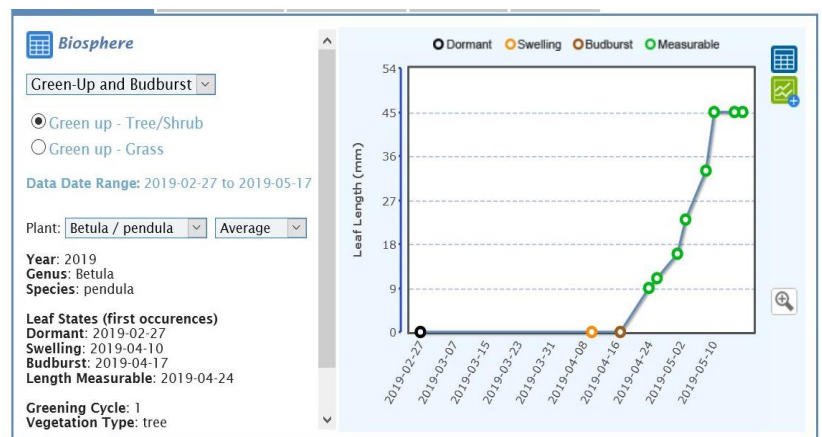 Biosphere
Green-Up and Budburst
Green up - Tree/Shrub
Green up - Grass
Data Date Range: 2019-02-27 to 2019-05-17
Plant: Betula / pendula Average
Year: 2019
Genus: Betula
Species: pendula
Leaf States (first occurences)
Dormant: 2019-02-27
Swelling: 2019-04-10
Budburst: 2019-04-17
Length Measurable: 2019-04-24
Greening Cycle: 1
Vegetation Type: tree
Dormant Swelling Budburst Measurable
Leaf Length (mm)
54
45
36
27
18
9
0
2019-02-27
2019-03-07
2019-03-15
2019-03-23
2019-03-31
2019-04-08
2019-04-16
2019-04-24
2019-05-02
2019-05-10